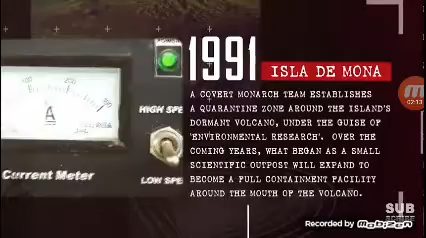 1991
ISLA DE MONA
A COVERT MONARCH TEAM ESTABLISHES
A QUARANTINE ZONE AROUND THE ISLAND'S
DORMANT VOLCANO, UNDER THE GUISE OF
'ENVIRONMENTAL RESEARCH'. OVER THE
COMING YEARS, WHAT BEGAN AS A SMALL
SCIENTIFIC OUTPOST WILL EXPAND TO
BECOME A FULL CONTAINMENT FACILITY
AROUND THE MOUTH OF THE VOLCANO.
A
HIGH SPE
LOW SPE
Current Meter
02:13
SUB
Recorded by Mobizen